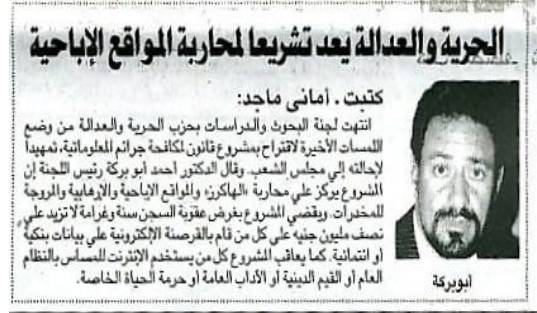 الحرية والعدالة يعد تشريعا لمحاربة المواقع الإباحية
كتبت ـ أمانى ماجد:
انتهت لجنة البحوث والدراسات بحزب الحرية والعدالة من وضع
اللمسات الأخيرة لاقتراح بمشروع قانون لمكافحة جرائم المعلوماتية، تمهيدا
لإحالته إلي مجلس الشعب. وقال الدكتور أحمد أبو بركة رئيس اللجنة إن
المشروع يركز علي محاربة «الهاكرز» والمواقع الاباحية والإرهابية والمروجة
للمخدرات. ويقضي المشروع بفرض عقوبة السجن سنة وغرامة لا تزيد علي
نصف مليون جنيه علي كل من قام بالقرصنة الإلكترونية علي بيانات بنكية
أو ائتمانية. كما يعاقب المشروع كل من يستخدم الإنترنت للمساس بالنظام
العام أو القيم الدينية أو الآداب العامة أو حرمة الحياة الخاصة.
أبوبركة